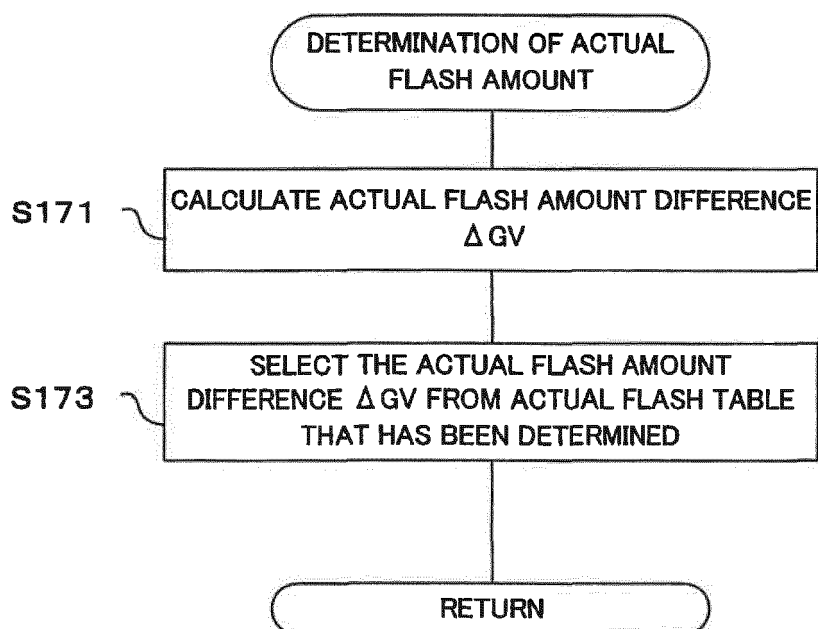 DETERMINATION OF ACTUAL
FLASH AMOUNT
S171
CALCULATE ACTUAL FLASH AMOUNT DIFFERENCE
ΔGV
S173
SELECT THE ACTUAL FLASH AMOUNT
DIFFERENCE ΔGV FROM ACTUAL FLASH TABLE
THAT HAS BEEN DETERMINED
RETURN